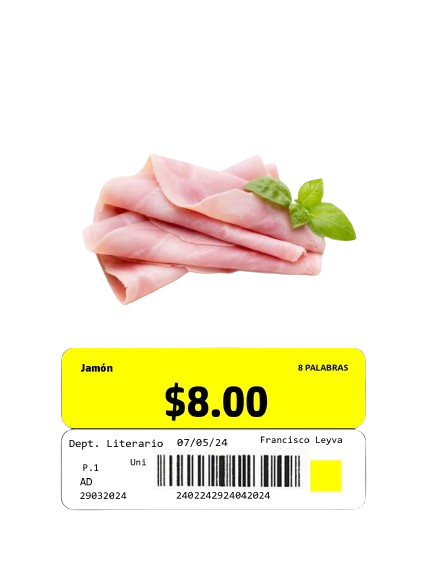 Jamón 8 PALABRAS
$8.00
Dept. Literario 07/05/24 Francisco Leyva
P.1 Uni
AD
29032024 2402242924042024